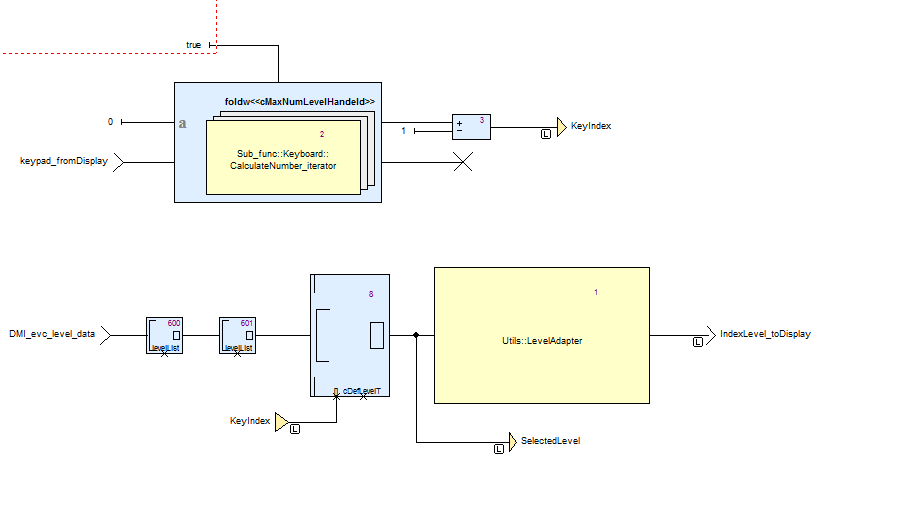 true
foldw<<cMaxNumLevelHandeld>>
0
a
2
Sub_func::Keyboard::
CalculateNumber_iterator
keypad_fromDisplay
1
+
−
3
L
KeyIndex
DMI_evc_level_data
600
levelList
601
levelList
8
cDefLevelT
KeyIndex
L
1
Utils::LevelAdapter
L
IndexLevel_toDisplay
L
SelectedLevel